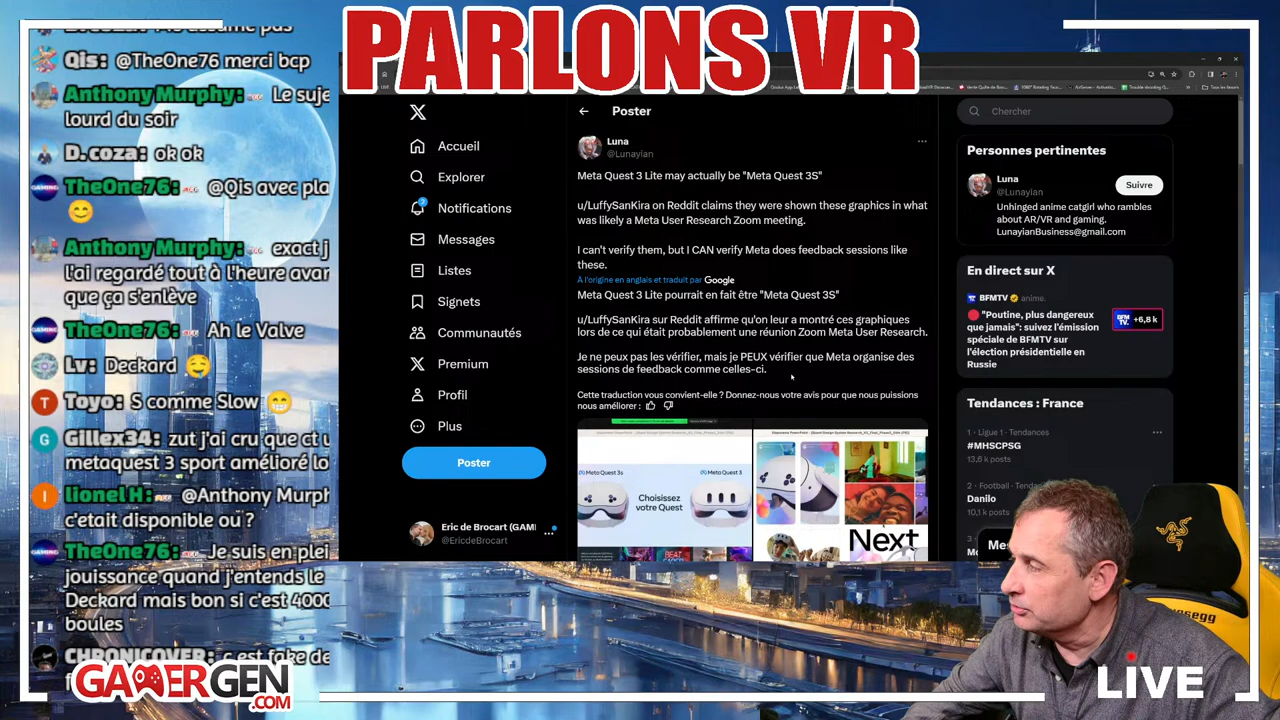 PARLONS VR
Qis: @TheOne76 merci bcp
Anthony Murphy: Le suje
lourd du soir
D.coza: ok ok
TheOne76: @Qis avec pla
Anthony Murphy: exact j
l'ai regardé tout à l'heure avar
que ça s'enlève
TheOne76: Ah le Valve
Lv: Deckard
Toyo: S comme Slow
Gillex34: zut j'ai cru que ct u
metaquest 3 sport amélioré lo
lionel H: @Anthony Murph
c'etait disponible ou ?
TheOne76: Je suis en plei
jouissance quand j'entends le
Deckard mais bon si c'est 4000
boules
CHRONICOVER: c est fake de
GAMERGEN
.COM
Accueil
Explorer
2
Notifications
Messages
Listes
Signets
Communautés
Premium
Profil
Plus
Poster
Eric de Brocart (GAMI
@EricdeBrocart
Poster
Luna
@Lunayian
Meta Quest 3 Lite may actually be "Meta Quest 3S"
u/LuffySanKira on Reddit claims they were shown these graphics in what
was likely a Meta User Research Zoom meeting.
I can't verify them, but I CAN verify Meta does feedback sessions like
these.
À l'origine en anglais et traduit par Google
Meta Quest 3 Lite pourrait en fait être "Meta Quest 3S"
u/LuffySanKira sur Reddit affirme qu'on leur a montré ces graphiques
lors de ce qui était probablement une réunion Zoom Meta User Research.
Je ne peux pas les vérifier, mais je PEUX vérifier que Meta organise des
sessions de feedback comme celles-ci.
Cette traduction vous convient-elle ? Donnez-nous votre avis pour que nous puissions
nous améliorer :
Meta Quest 3s
Meta Quest 3
Choisissez
votre Quest
BEAT
Next
Chercher
Personnes pertinentes
Luna
@Lunayian
Suivre
Unhinged anime catgirl who rambles
about AR/VR and gaming.
LunayianBusiness@gmail.com
En direct sur X
BFMTV anime.
"Poutine, plus dangereux
que jamais": suivez l'émission
spéciale de BFMTV sur
l'élection présidentielle en
Russie
BFM
TV.
+6,8 k
Tendances : France
1 · Ligue 1 · Tendances
#MHSCPSG
13,6 k posts
2 · Football · Tend
Danilo
10,1 k posts
Mes
LIVE